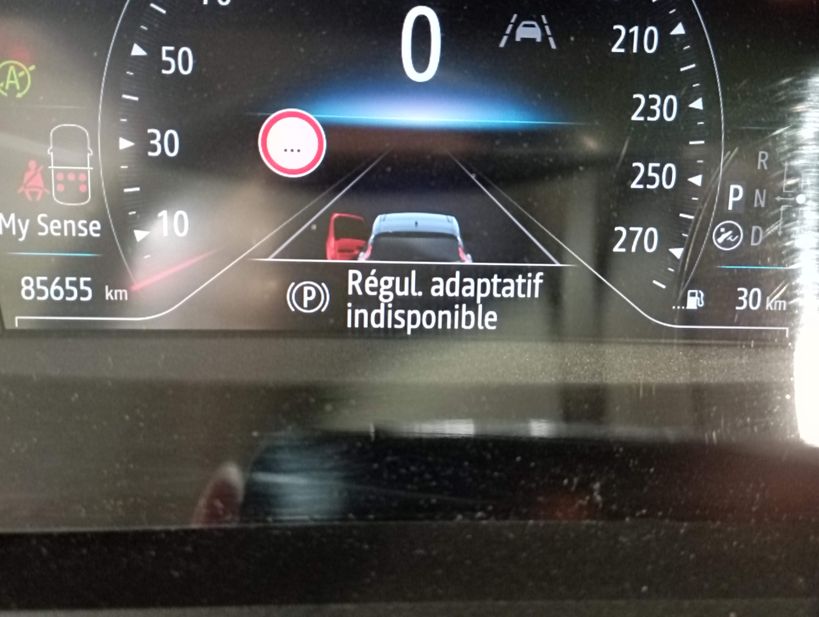 0
210
50
A
230
...
30
R
250
P N
My Sense
10
270
D
85655 km
P Régul. adaptatif
indisponible
... 30 km